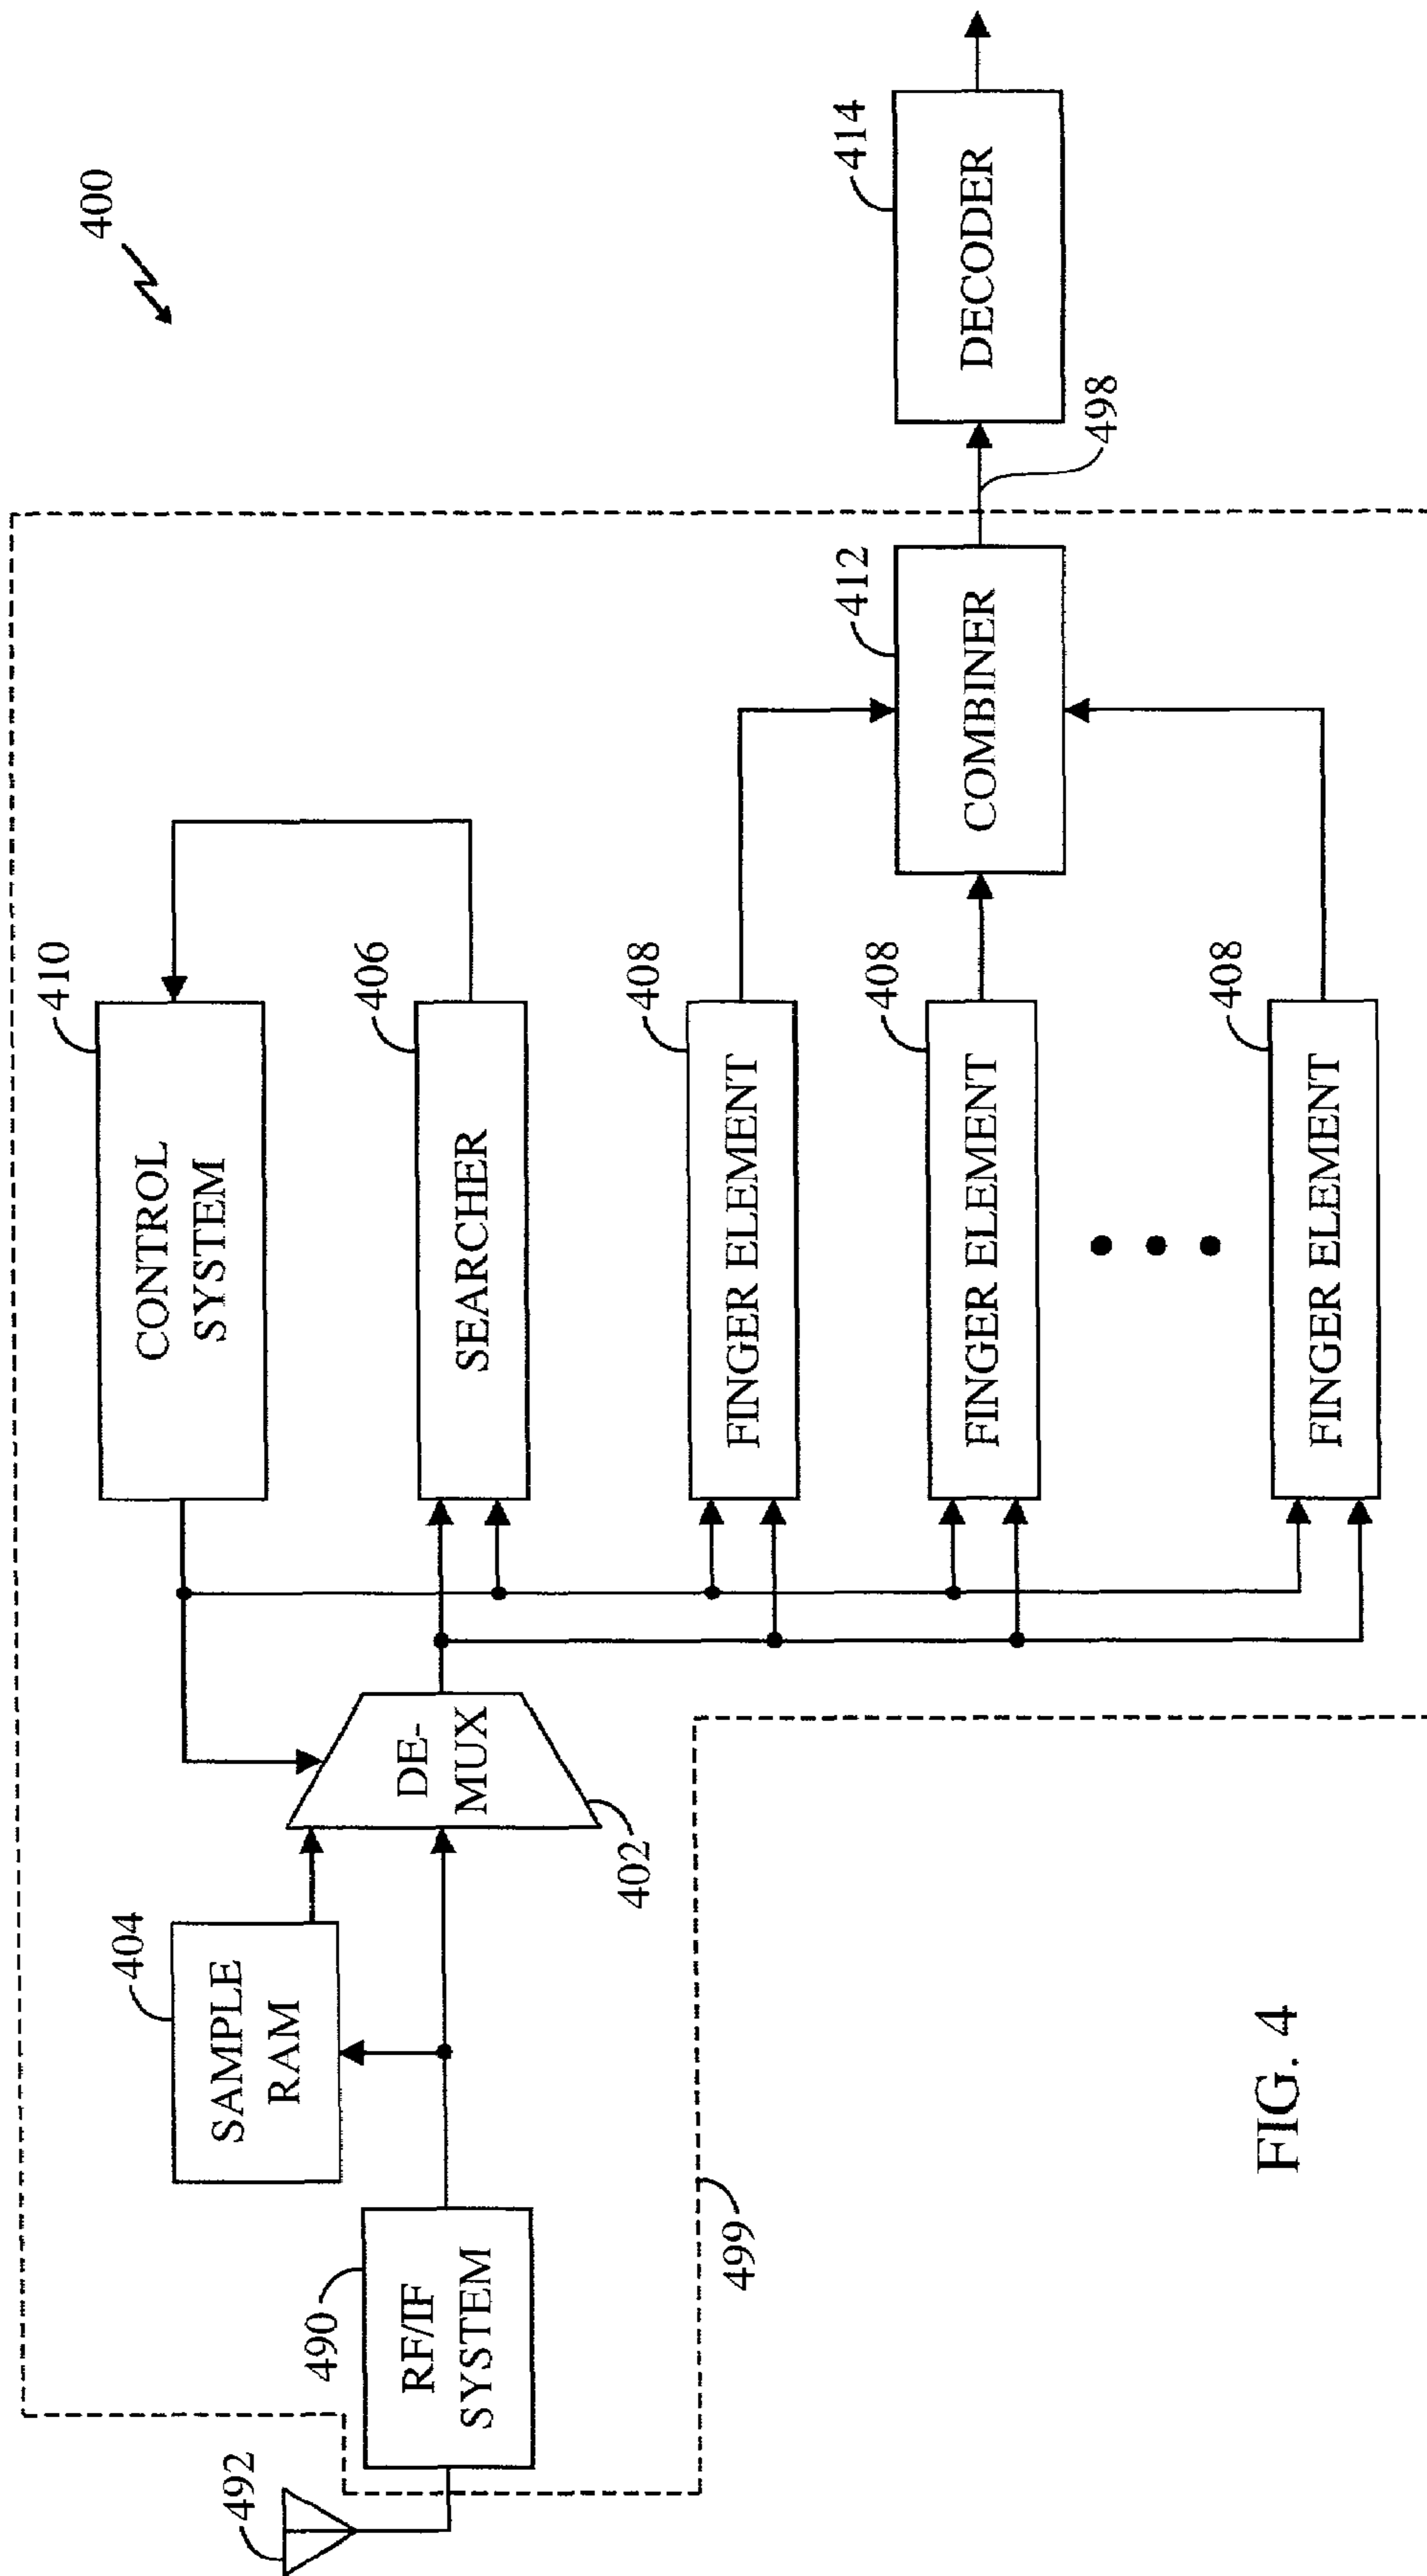 400
492
490
RF/IF
SYSTEM
404
SAMPLE
RAM
DE-
MUX
402
410
CONTROL
SYSTEM
406
SEARCHER
408
FINGER ELEMENT
408
FINGER ELEMENT
408
FINGER ELEMENT
412
COMBINER
498
414
DECODER
499
FIG. 4